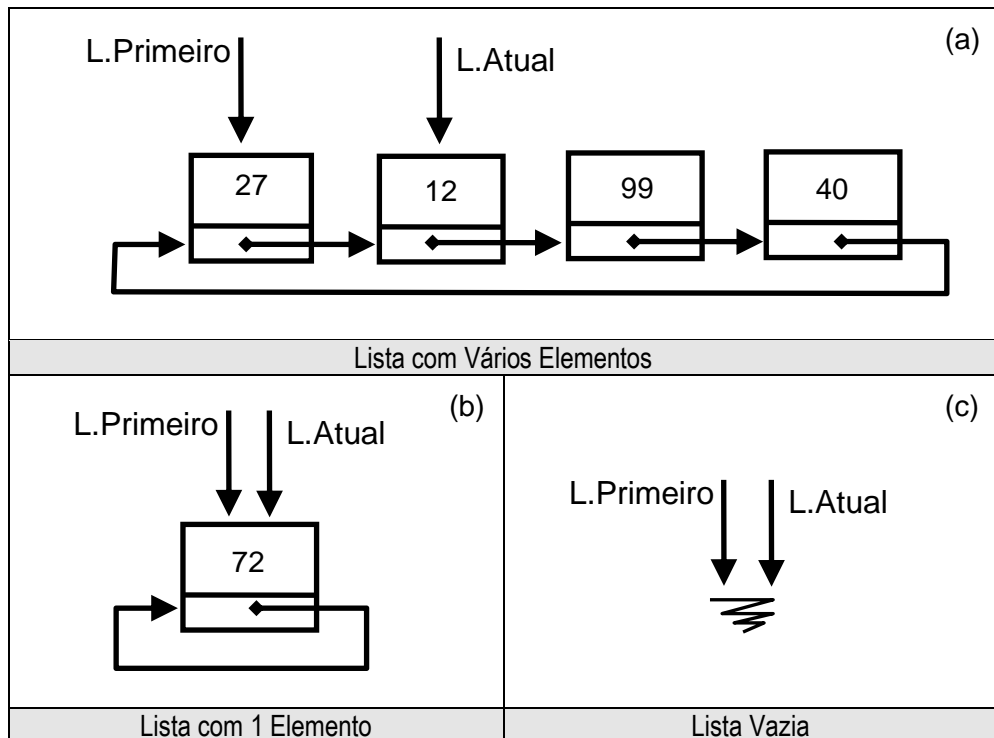 L.Primeiro L.Atual (a)
27 12 99 40
Lista com Vários Elementos
L.Primeiro L.Atual (b)
72
Lista com 1 Elemento
L.Primeiro L.Atual (c)
Lista Vazia